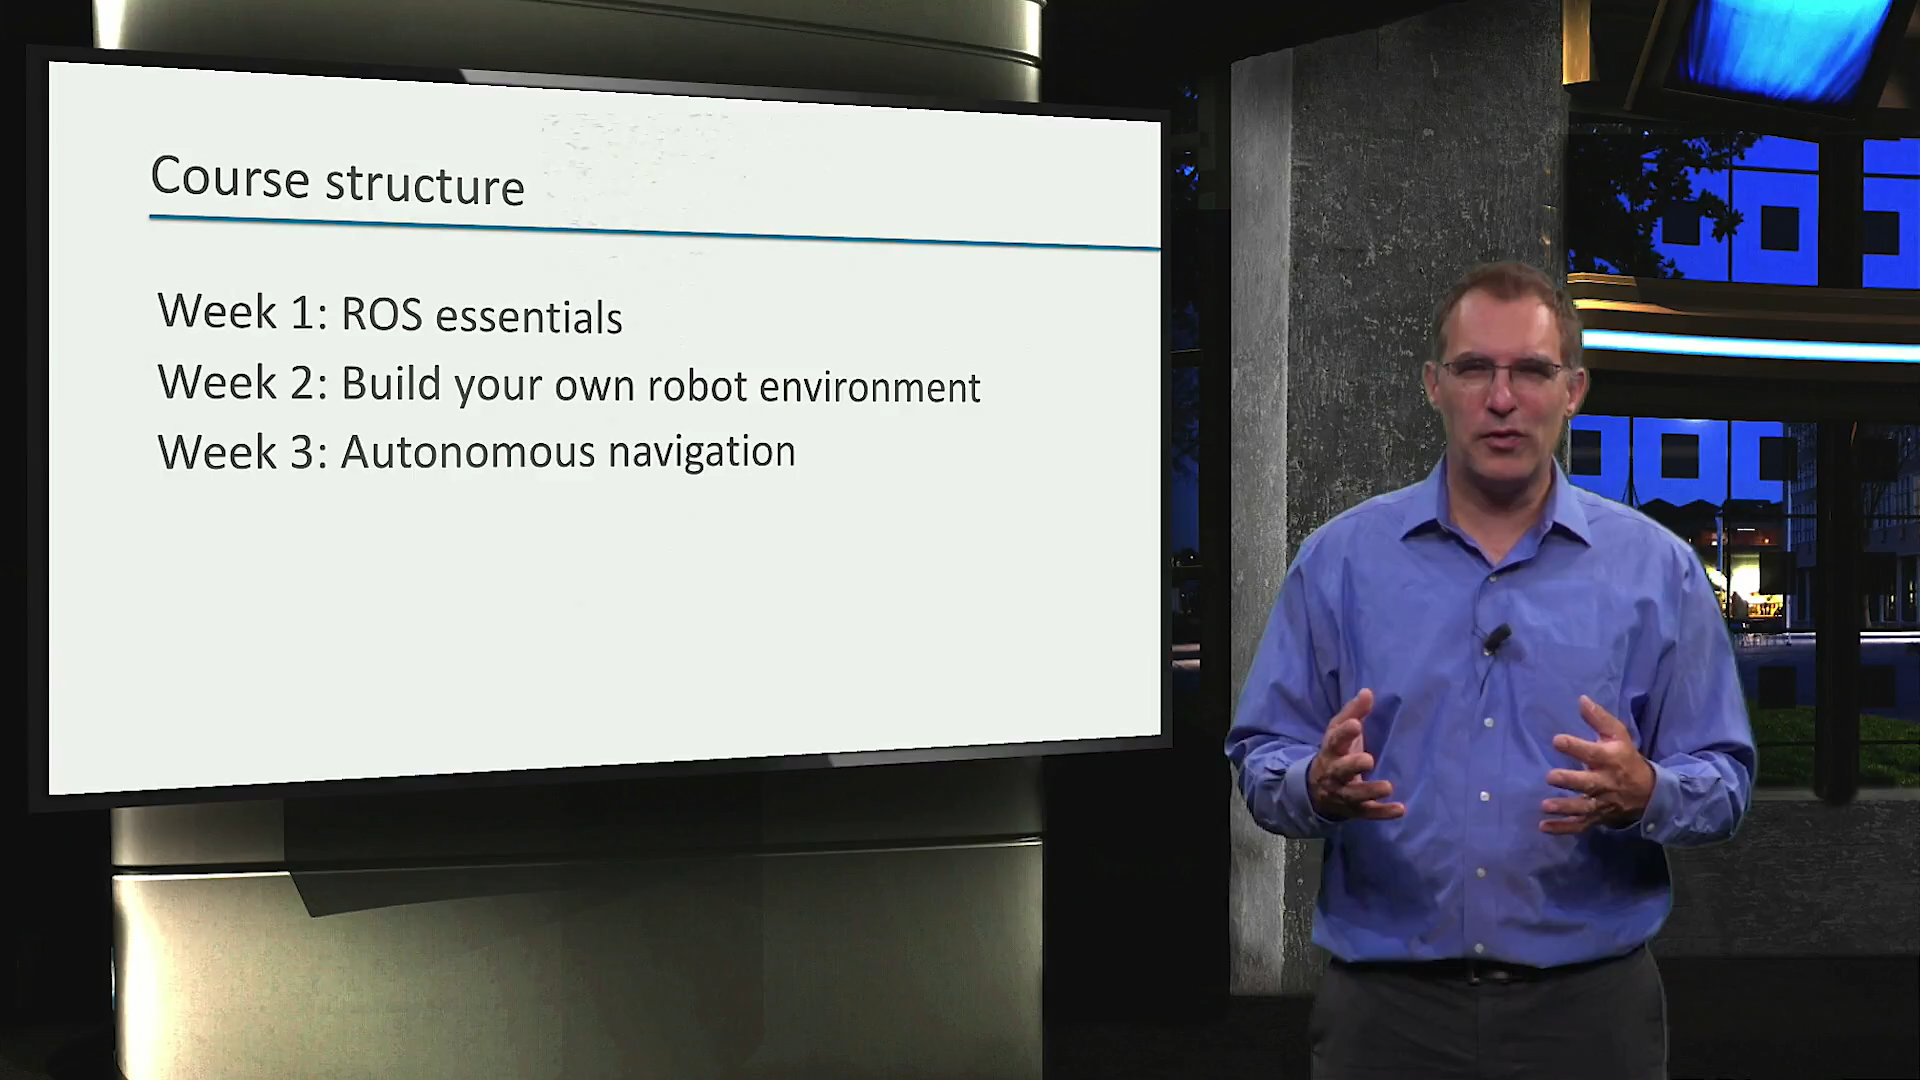 Course structure
Week 1: ROS essentials
Week 2: Build your own robot environment
Week 3: Autonomous navigation